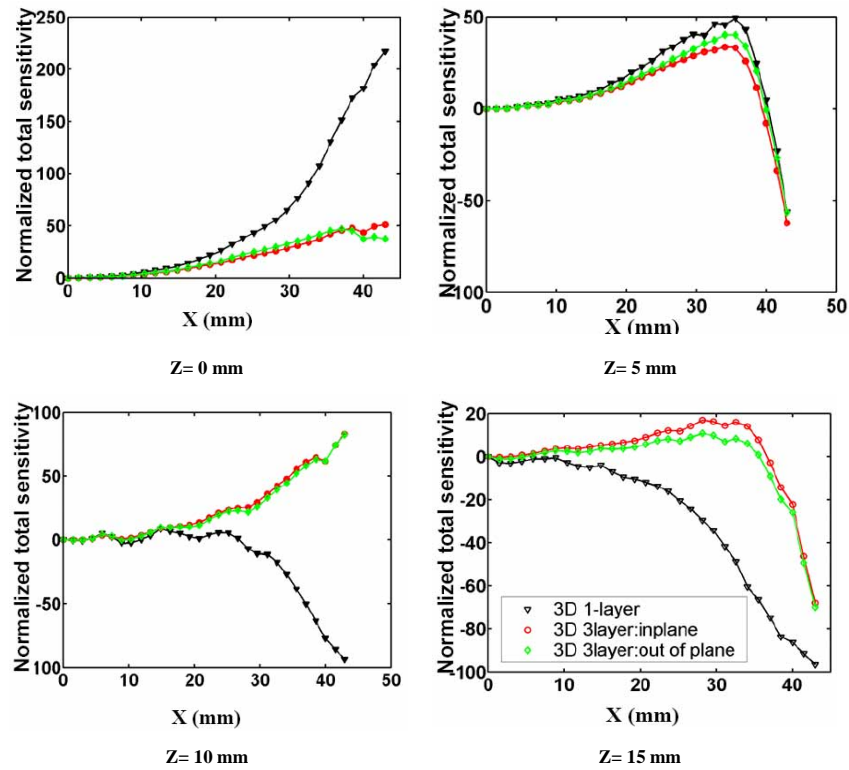 Normalized total sensitivity
250
200
150
100
50
0
0 10 20 30 40
X (mm)
Z= 0 mm
Normalized total sensitivity
50
0
-50
100
0 10 20 30 40 50
X (mm)
Z= 5 mm
Normalized total sensitivity
100
50
0
-50
100
0 10 20 30 40 50
X (mm)
Z= 10 mm
Normalized total sensitivity
20
0
-20
-40
-60
-80
-100
0 10 20 30 40
3D 1-layer
3D 3layer:inplane
3D 3layer:out of plane
X (mm)
Z= 15 mm